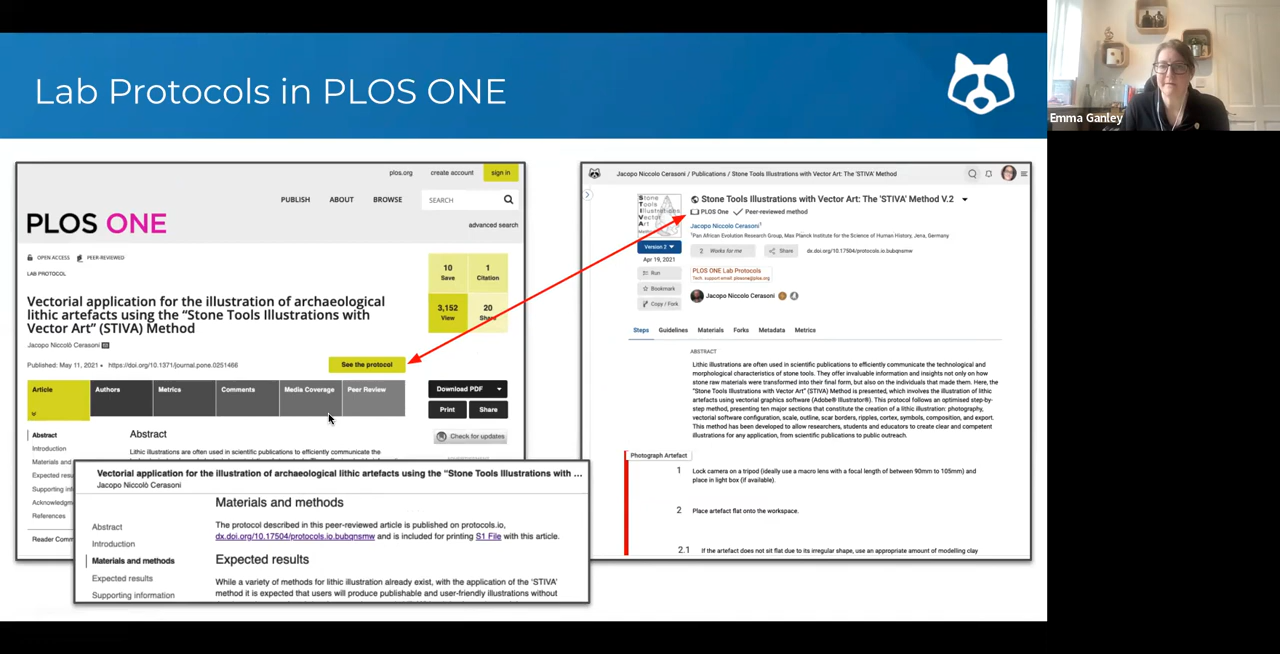 Lab Protocols in PLOS ONE
Emma Ganley
plos.org
create account
sign in
PUBLISH
ABOUT
BROWSE
SEARCH
advanced search
PLOS ONE
OPEN ACCESS
PEER-REVIEWED
LAB PROTOCOL
10
Save
1
Citation
3,152
View
20
Share
Vectorial application for the illustration of archaeological
lithic artefacts using the “Stone Tools Illustrations with
Vector Art” (STIVA) Method
Jacopo Niccolò Cerasoni
Published: May 11, 2021 • https://doi.org/10.1371/journal.pone.0251466
See the protocol
Article
Authors
Metrics
Comments
Media Coverage
Peer Review
Download PDF
Print
Share
Check for updates
Abstract
Introduction
Materials and
Expected resu
Supporting in
Acknowledgm
References
Reader Comm
Abstract
Lithic illustrations are often used in scientific publications to efficiently communicate the
Vectorial application for the illustration of archaeological lithic artefacts using the “Stone Tools Illustrations with ...
Jacopo Niccolò Cerasoni
Abstract
Introduction
Materials and methods
Expected results
Supporting information
Materials and methods
The protocol described in this peer-reviewed article is published on protocols.io,
dx.doi.org/10.17504/protocols.io.bubqnsmw and is included for printing S1 File with this article.
Expected results
While a variety of methods for lithic illustration already exist, with the application of the ‘STIVA’
method it is expected that users will produce publishable and user-friendly illustrations without
Jacopo Niccolo Cerasoni / Publications / Stone Tools Illustrations with Vector Art: The 'STIVA' Method
Stone Tools Illustrations with Vector Art: The 'STIVA' Method V.2
PLOS One
Peer-reviewed method
Jacopo Niccolo Cerasoni1
1Pan African Evolution Research Group, Max Planck Institute for the Science of Human History, Jena, Germany
Version 2
Apr 19, 2021
Run
Bookmark
Copy / Fork
2 Works for me
Share
dx.doi.org/10.17504/protocols.io.bubqnsmw
PLOS ONE Lab Protocols
Tech. support email: plosone@plos.org
Jacopo Niccolo Cerasoni
Steps
Guidelines
Materials
Forks
Metadata
Metrics
ABSTRACT
Lithic illustrations are often used in scientific publications to efficiently communicate the technological and
morphological characteristics of stone tools. They offer invaluable information and insights not only on how
stone raw materials were transformed into their final form, but also on the individuals that made them. Here, the
“Stone Tools Illustrations with Vector Art” (STIVA) Method is presented, which involves the illustration of lithic
artefacts using vectorial graphics software (Adobe® Illustrator®). This protocol follows an optimised step-by-
step method, presenting ten major sections that constitute the creation of a lithic illustration: photography,
vectorial software configuration, scale, outline, scar borders, ripples, cortex, symbols, composition, and export.
This method has been developed to allow researchers, students and educators to create clear and competent
illustrations for any application, from scientific publications to public outreach.
Photograph Artefact
1
Lock camera on a tripod (ideally use a macro lens with a focal length of between 90mm to 105mm) and
place in light box (if available).
2
Place artefact flat onto the workspace.
2.1
If the artefact does not sit flat due to its irregular shape, use an appropriate amount of modelling clay